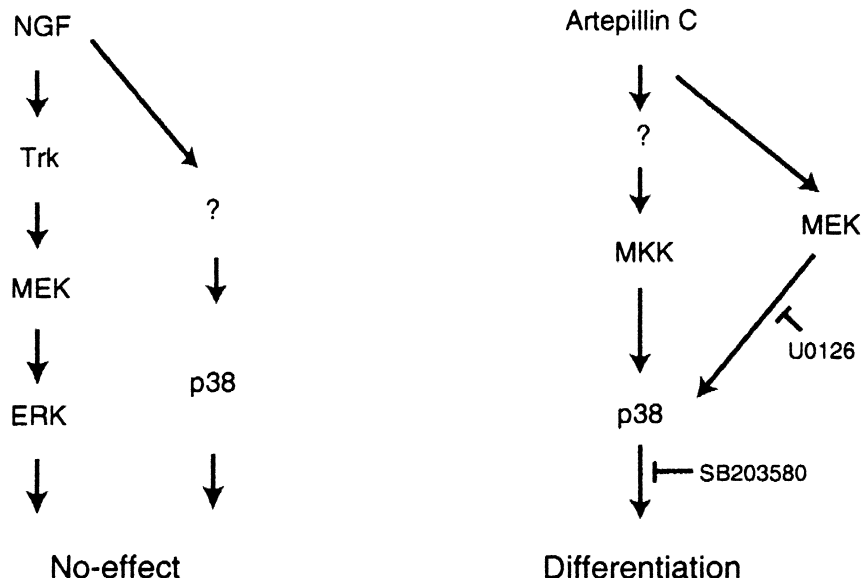 NGF
Trk
MEK
ERK
?
p38
No-effect
Artepillin C
?
MKK
MEK
U0126
p38
SB203580
Differentiation